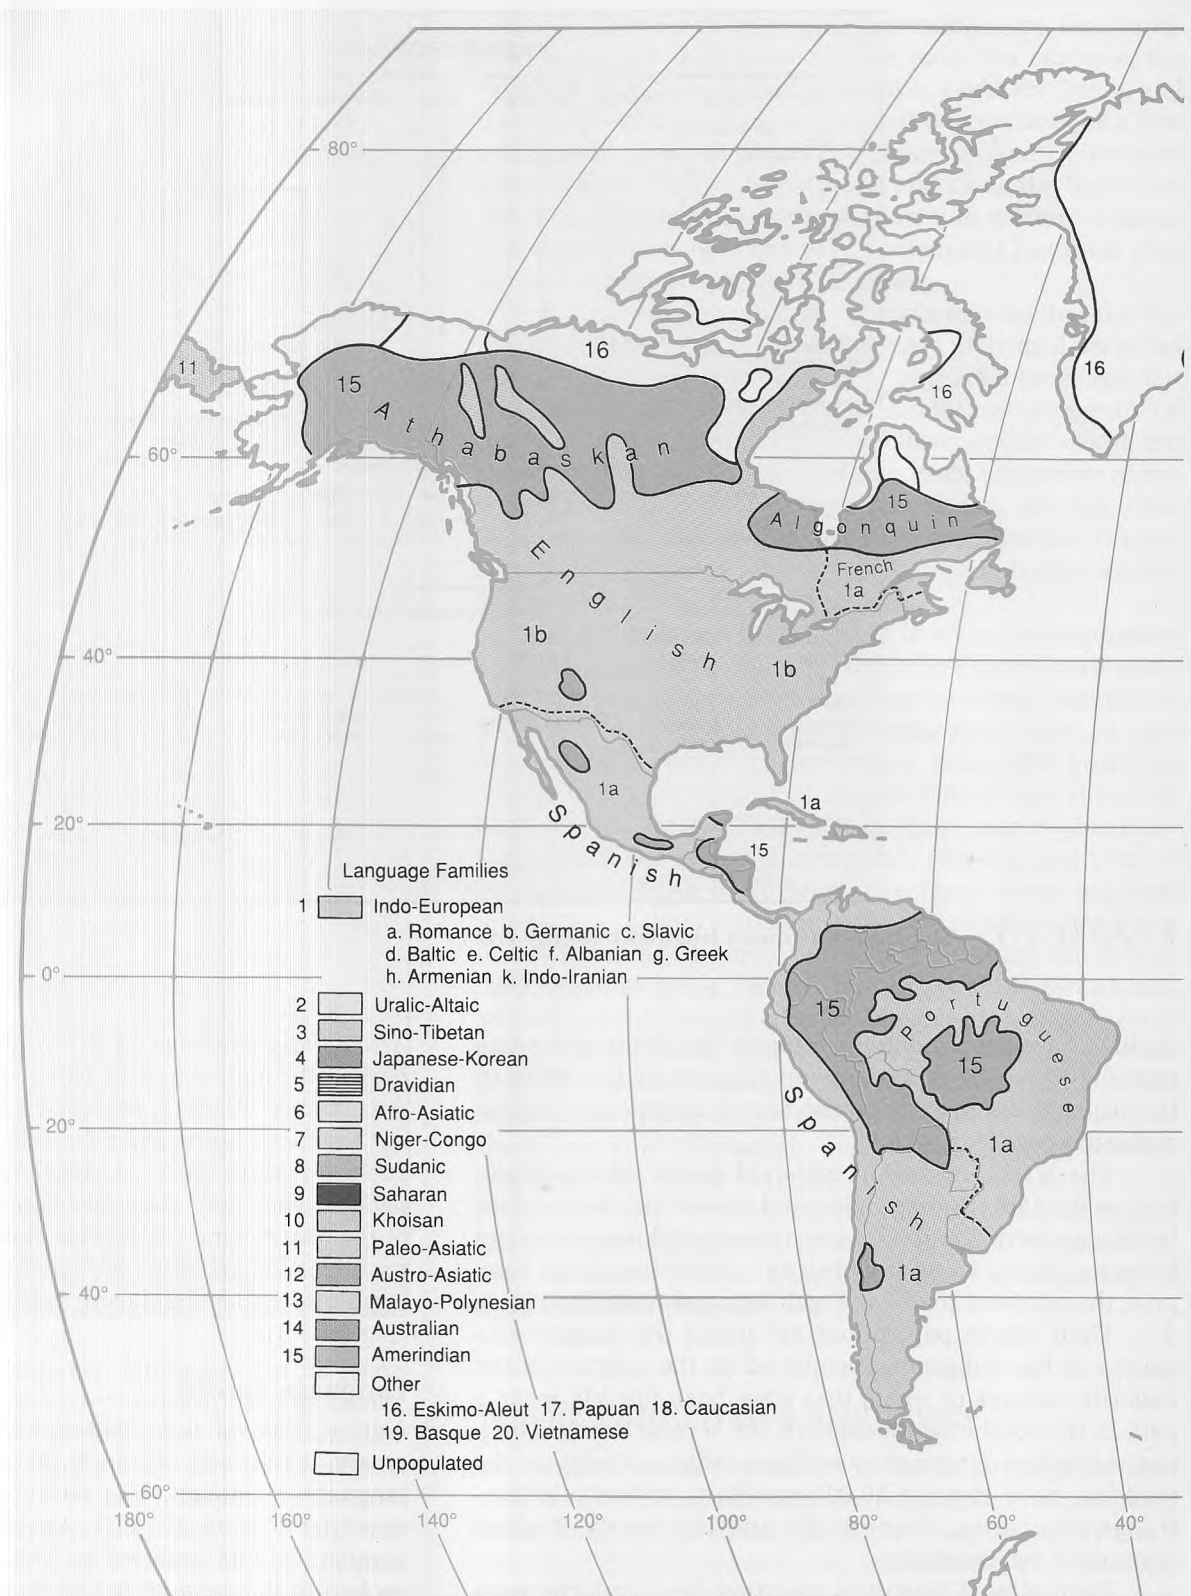 80°
11
16
15
16
16
Athabaskan
60°
15
Algonquin
French
1a
English
1b
1b
40°
1a
1a
Spanish
20°
15
Language Families
1 Indo-European
a. Romance b. Germanic c. Slavic
d. Baltic e. Celtic f. Albanian g. Greek
h. Armenian k. Indo-Iranian
0°
2 Uralic-Altaic
3 Sino-Tibetan
4 Japanese-Korean
5 Dravidian
6 Afro-Asiatic
7 Niger-Congo
8 Sudanic
9 Saharan
10 Khoisan
11 Paleo-Asiatic
12 Austro-Asiatic
13 Malayo-Polynesian
14 Australian
15 Amerindian
Other
16. Eskimo-Aleut 17. Papuan 18. Caucasian
19. Basque 20. Vietnamese
Unpopulated
15
Portuguese
15
Spanish
1a
20°
1a
40°
60°
180° 160° 140° 120° 100° 80° 60° 40°